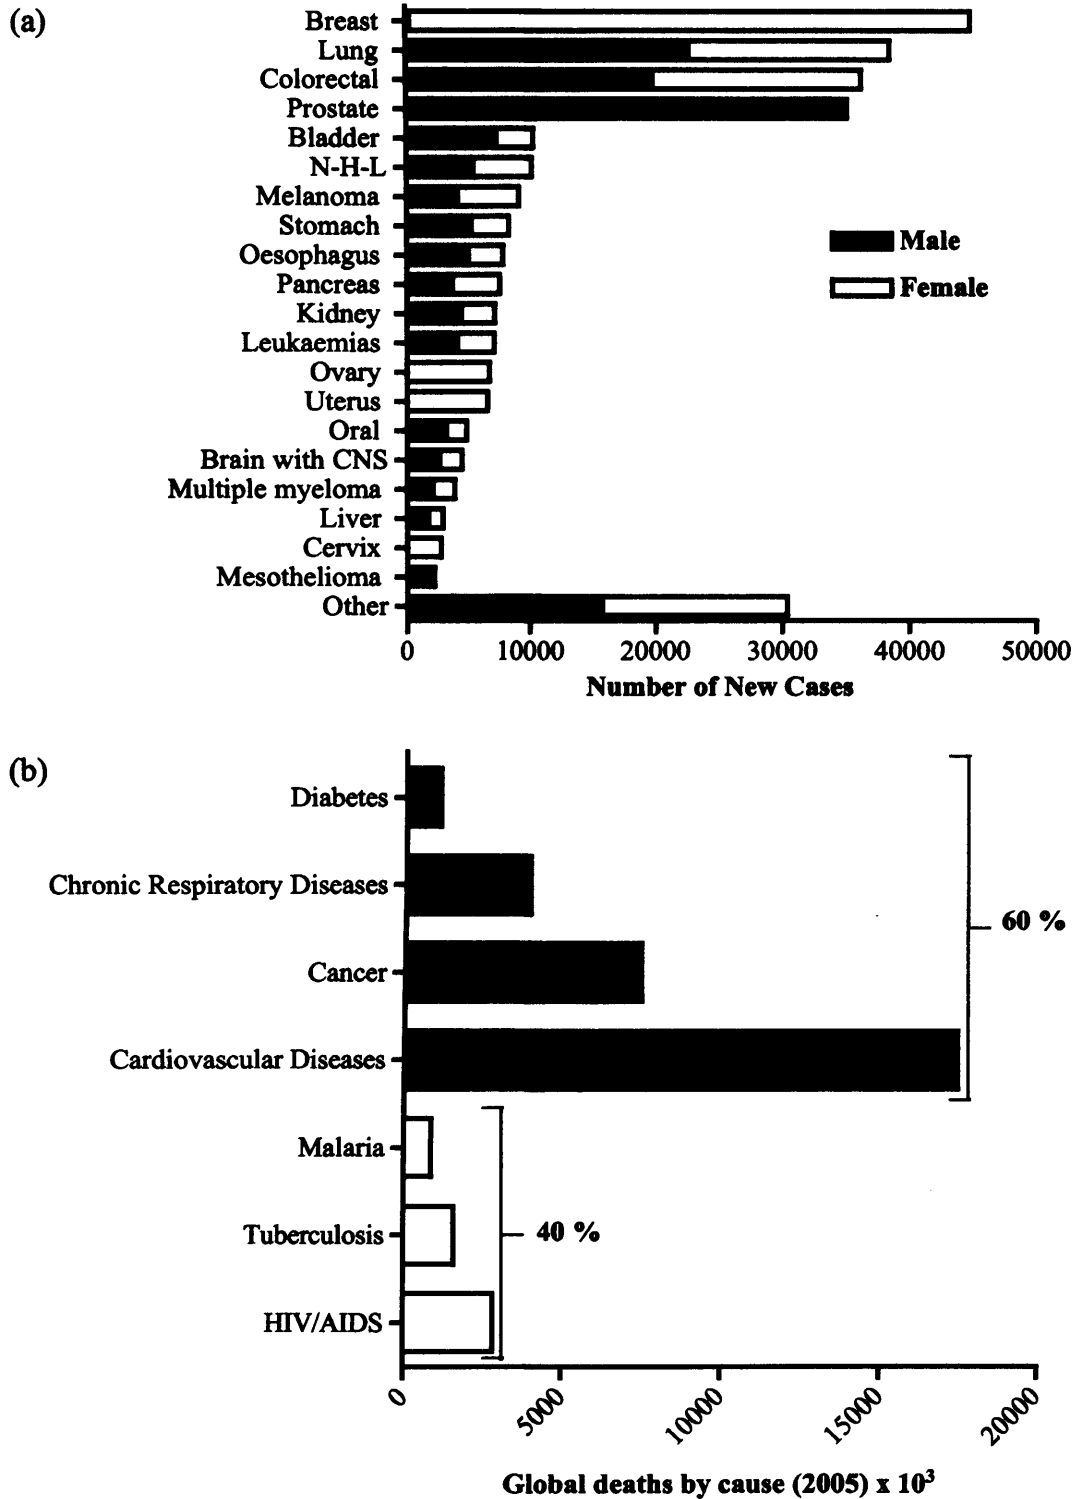 (a)
Breast
Lung
Colorectal
Prostate
Bladder
N-H-L
Melanoma
Stomach
Oesophagus
Pancreas
Kidney
Leukaemias
Ovary
Uterus
Oral
Brain with CNS
Multiple myeloma
Liver
Cervix
Mesothelioma
Other
Male
Female
0 10000 20000 30000 40000 50000
Number of New Cases
(b)
Diabetes
Chronic Respiratory Diseases
Cancer
Cardiovascular Diseases
Malaria
Tuberculosis
HIV/AIDS
60 %
40 %
0 5000 10000 15000 20000
Global deaths by cause (2005) x 10³